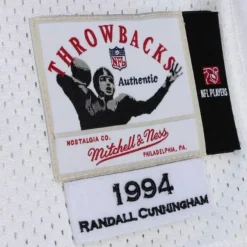 THROWBACKS
NFL
Authentic
NFL PLAYERS
NOSTALGIA CO.
Mitchell & Ness
PHILADELPHIA, PA.
1994
RANDALL CUNNINGHAM